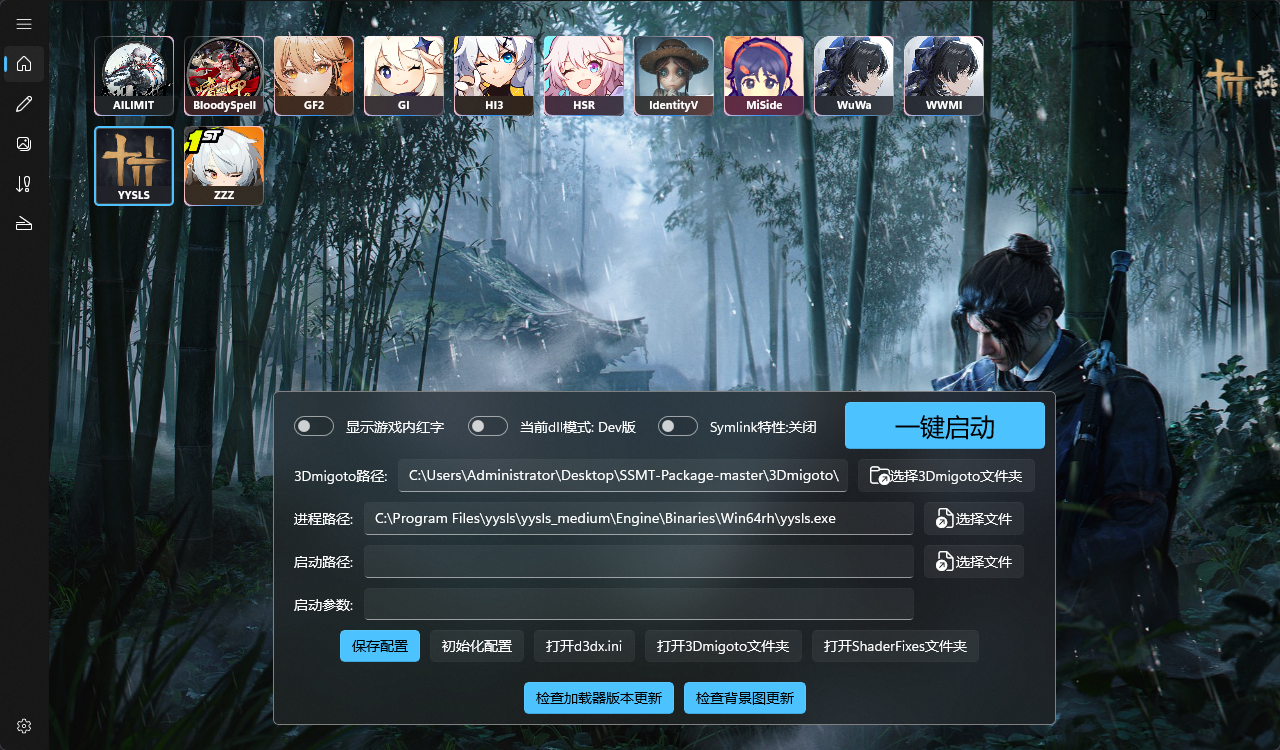 AILIMIT
BloodySpell
GF2
GI
HI3
HSR
IdentityV
MiSide
WuWa
WWMI
1ST
YYSLS
ZZZ
显示游戏内红字
当前dll模式: Dev版
Symlink特性:关闭
一键启动
3Dmigoto路径:
C:\Users\Administrator\Desktop\SSMT-Package-master\3Dmigoto\
选择3Dmigoto文件夹
进程路径:
C:\Program Files\yysls\yysls_medium\Engine\Binaries\Win64rh\yysls.exe
选择文件
启动路径:
选择文件
启动参数:
保存配置
初始化配置
打开d3dx.ini
打开3Dmigoto文件夹
打开ShaderFixes文件夹
检查加载器版本更新
检查背景图更新